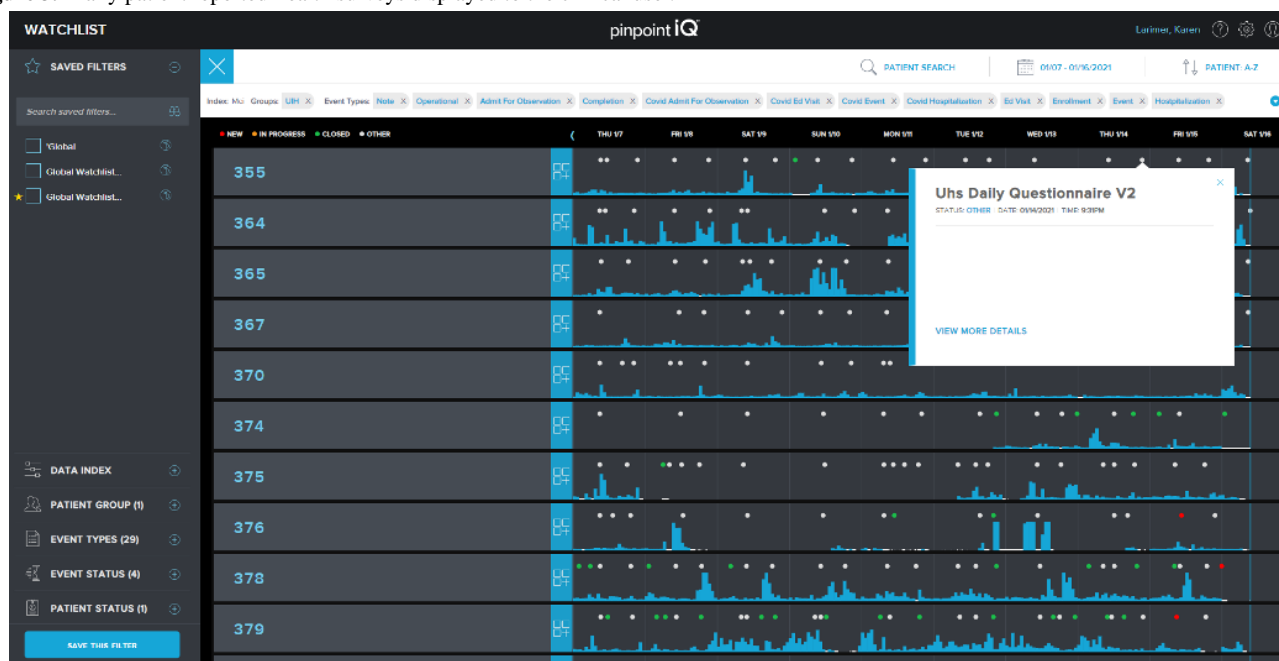 WATCHLIST
pinpoint iQ
Larimer, Karen
SAVED FILTERS
PATIENT SEARCH
01/07 - 01/16/2021
PATIENT: A-Z
Search saved filters...
Index: Mu Groups: UIH X Event Types: Note X Operational X Admit For Observation X Completion X Covid Admit For Observation X Covid Ed Visit X Covid Event X Covid Hospitalization X Ed Visit X Enrollment X Event X Hospitalization X
NEW IN PROGRESS CLOSED OTHER
THU 1/7 FRI 1/8 SAT 1/9 SUN 1/10 MON 1/11 TUE 1/12 WED 1/13 THU 1/14 FRI 1/15 SAT 1/16
'Global
Global Watchlist...
Global Watchlist...
355
364
365
367
370
374
375
376
378
379
Uhs Daily Questionnaire V2
STATUS: OTHER DATE: 01/14/2021 TIME: 9:31PM
VIEW MORE DETAILS
DATA INDEX
PATIENT GROUP (1)
EVENT TYPES (29)
EVENT STATUS (4)
PATIENT STATUS (1)
SAVE THIS FILTER